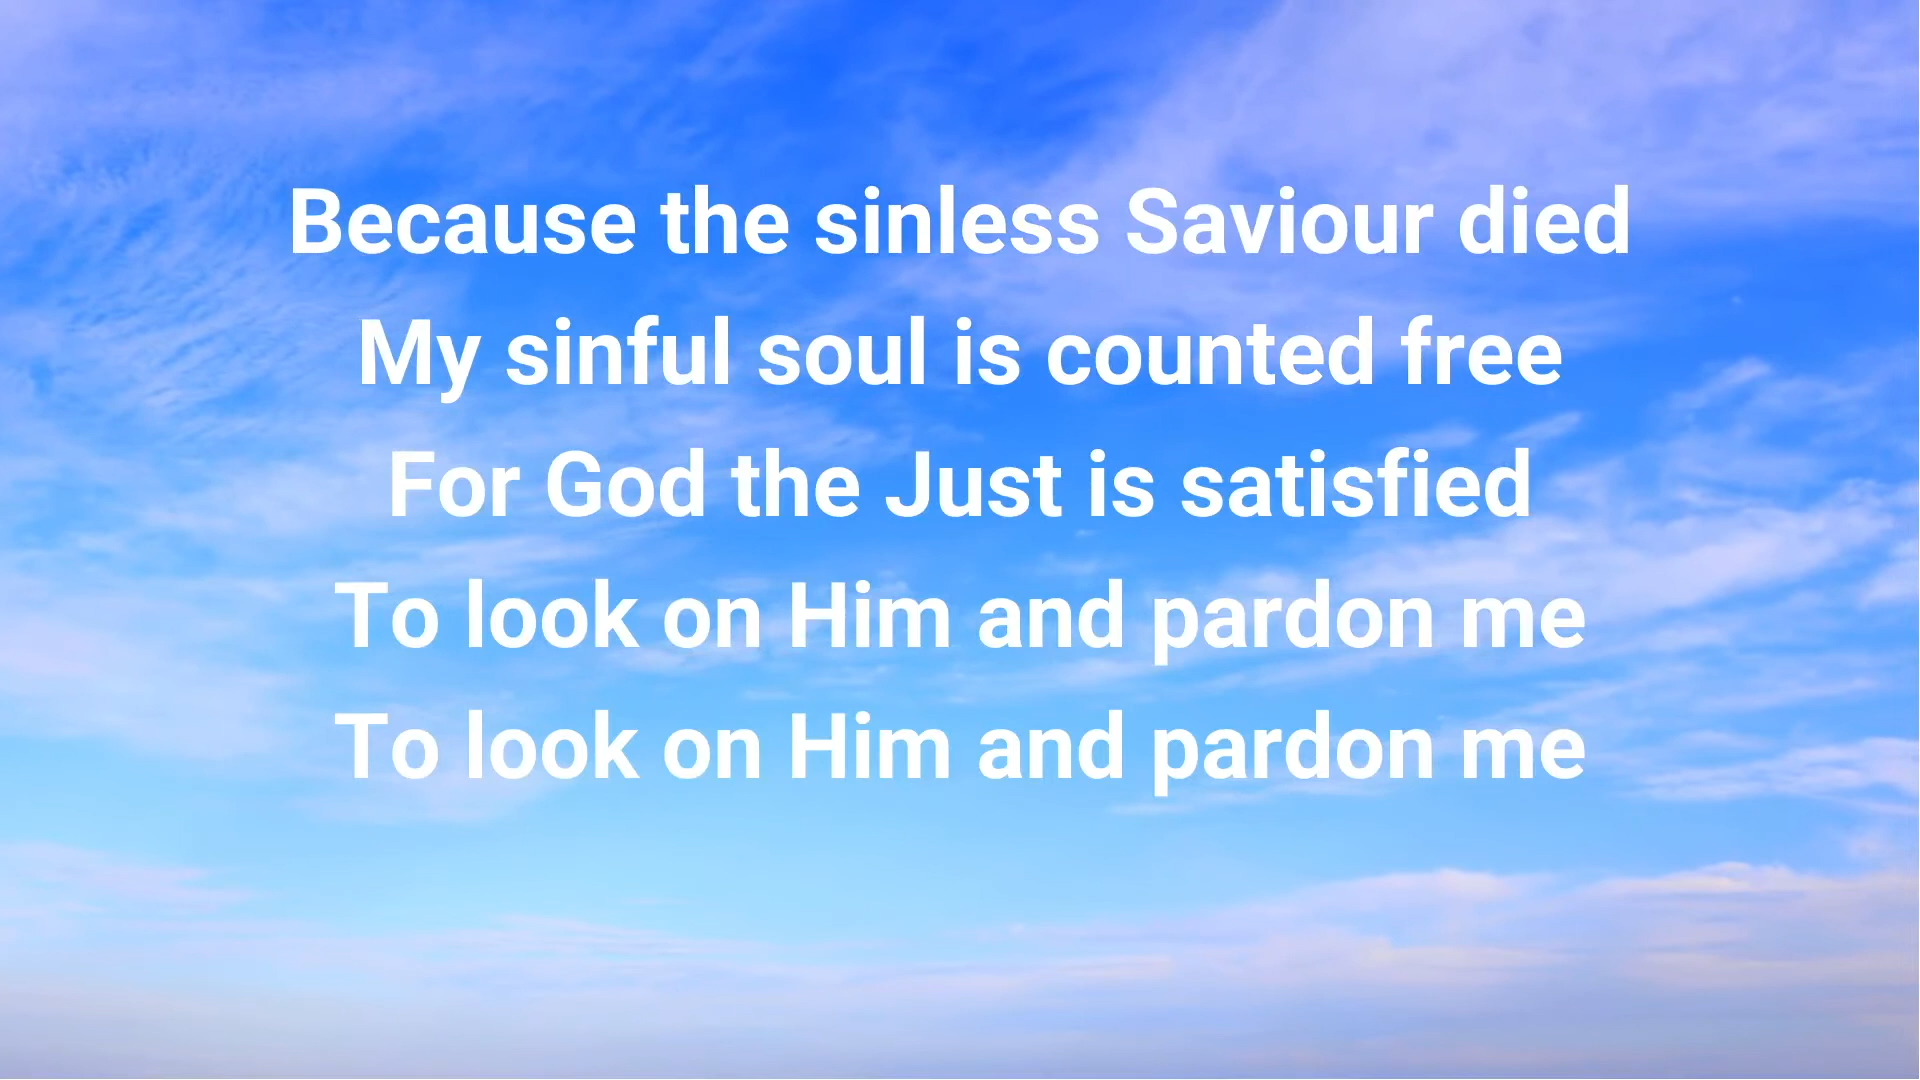 Because the sinless Saviour died
My sinful soul is counted free
For God the Just is satisfied
To look on Him and pardon me
To look on Him and pardon me